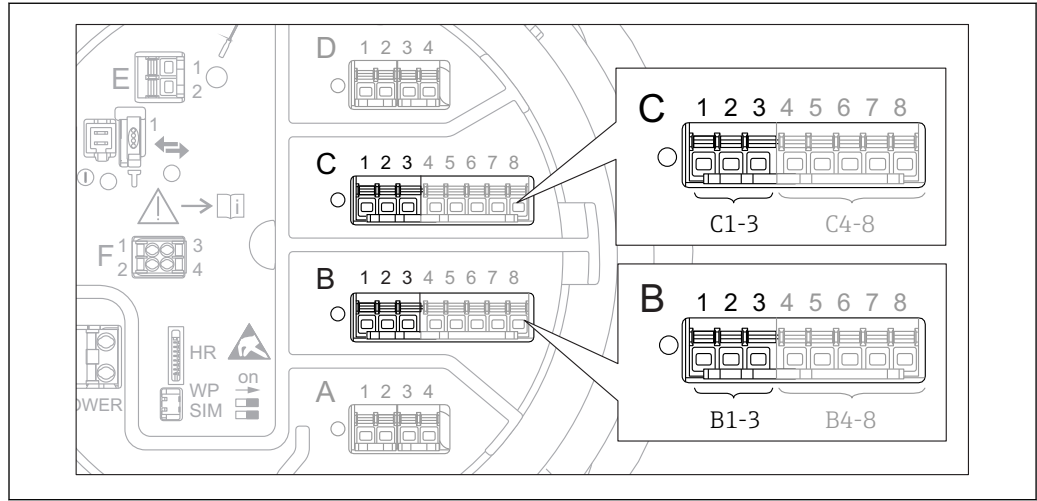 D 1 2 3 4
E 1
2
1
C 1 2 3 4 5 6 7 8
i
F 1 3
2 4
B 1 2 3 4 5 6 7 8
HR
WP on
SIM
OWER
A 1 2 3 4
C 1 2 3 4 5 6 7 8
C1-3 C4-8
B 1 2 3 4 5 6 7 8
B1-3 B4-8